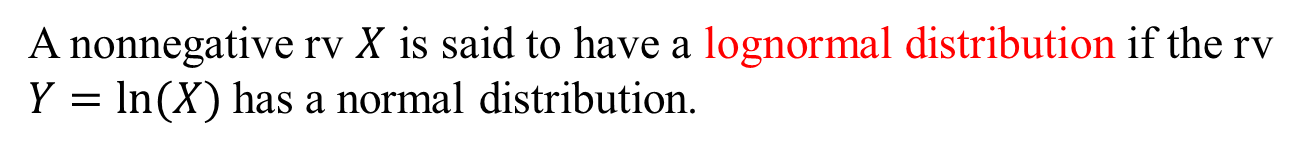 A nonnegative rv X is said to have a lognormal distribution if the rv
Y = ln(X) has a normal distribution.